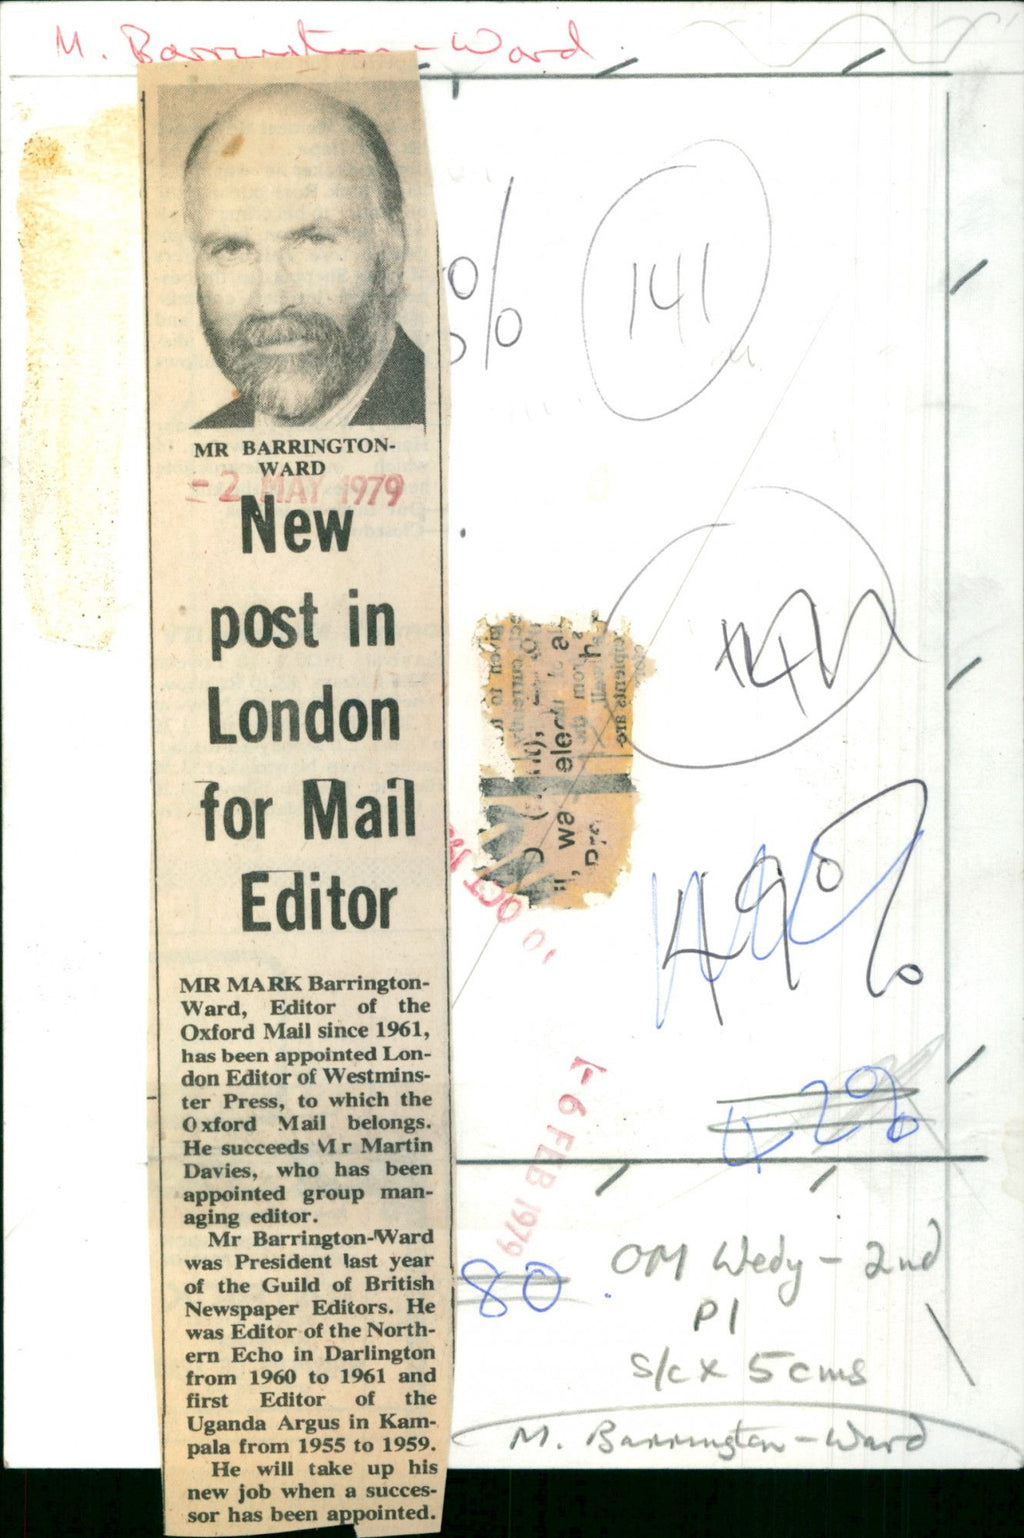 M. Barrington-Ward.
MR BARRINGTON-
WARD
-2 MAY 1979
New
post in
London
for Mail
Editor
MR MARK Barrington-
Ward, Editor of the
Oxford Mail since 1961,
has been appointed Lon-
don Editor of Westmins-
ter Press, to which the
Oxford Mail belongs.
He succeeds Mr Martin
Davies, who has been
appointed group man-
aging editor.
Mr Barrington-Ward
was President last year
of the Guild of British
Newspaper Editors. He
was Editor of the North-
ern Echo in Darlington
from 1960 to 1961 and
first Editor of the
Uganda Argus in Kam-
pala from 1955 to 1959.
He will take up his
new job when a succes-
sor has been appointed.
%
141
49%
42%
10 OCT
-6 FEB 1979
80
OM Wedy - 2nd
P1
s/c x 5cms
M. Barrington-Ward